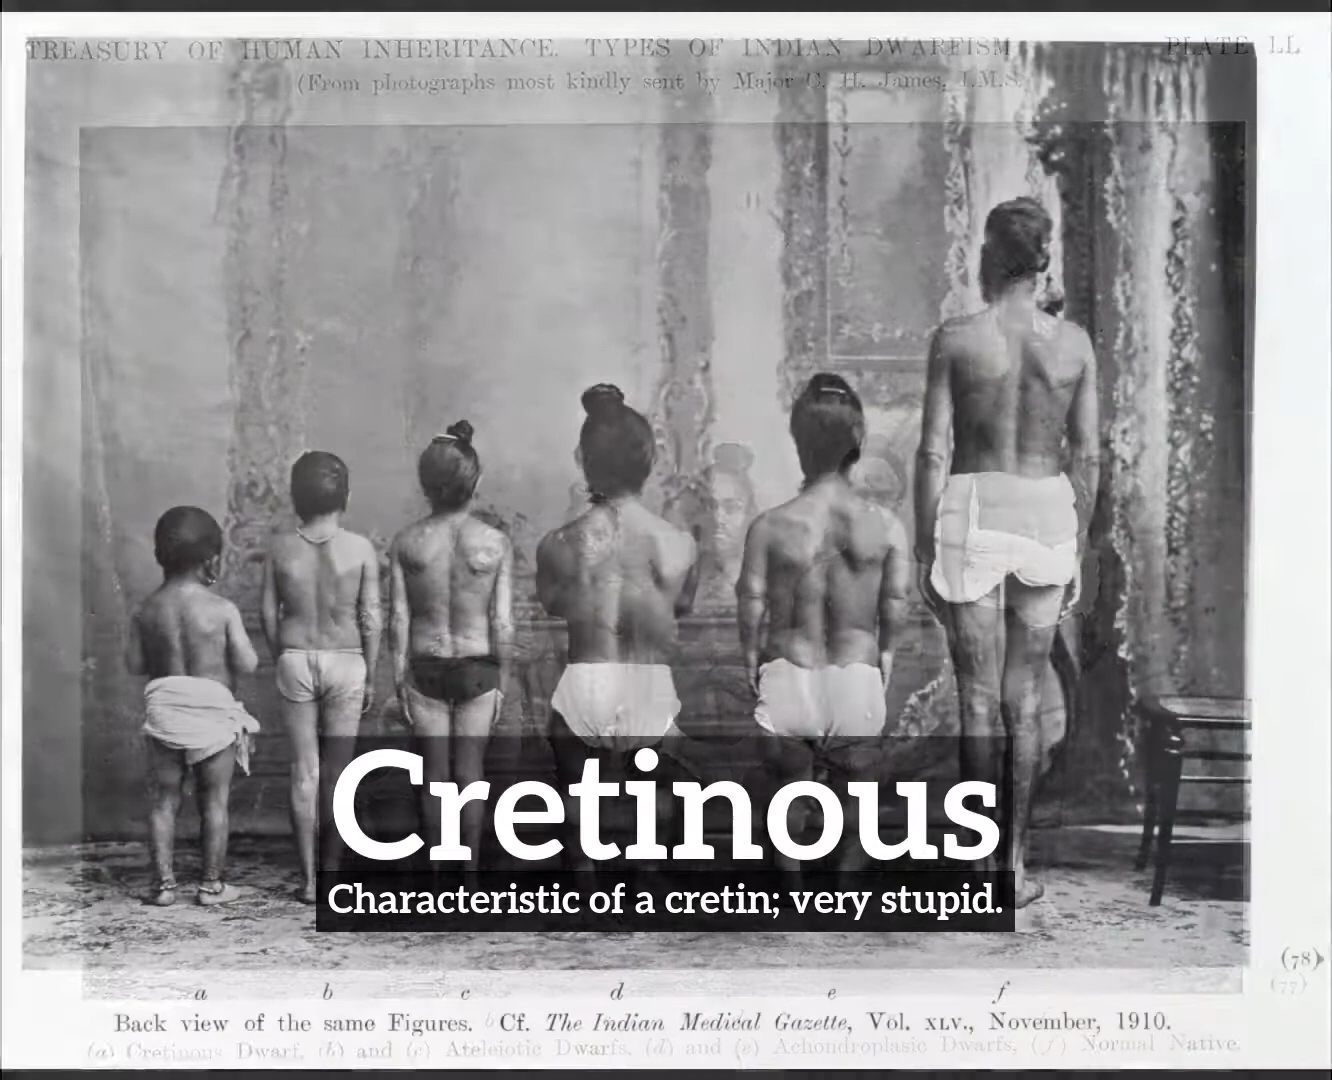 TREASURY OF HUMAN INHERITANCE. TYPES OF INDIAN DWARFISM PLATE LL
(From photographs most kindly sent by Major C. H. James, I.M.S.
Cretinous
Characteristic of a cretin; very stupid.
(78)
(77)
a b c d e f
Back view of the same Figures. Cf. The Indian Medical Gazette, Vol. XLV., November, 1910.
(a) Cretinous Dwarf, (b) and (c) Ateleiotic Dwarfs, (d) and (e) Achondroplasic Dwarfs, (f) Normal Native.